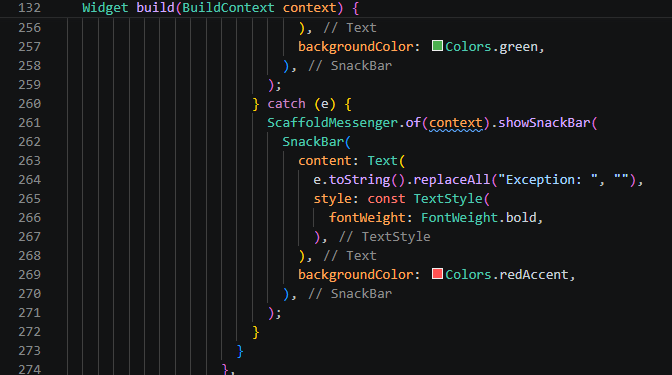 132 Widget build(BuildContext context) {
256 ), // Text
257 backgroundColor: Colors.green,
258 ), // SnackBar
259 );
260 } catch (e) {
261 ScaffoldMessenger.of(context).showSnackBar(
262 SnackBar(
263 content: Text(
264 e.toString().replaceAll("Exception: ", ""),
265 style: const TextStyle(
266 fontWeight: FontWeight.bold,
267 ), // TextStyle
268 ), // Text
269 backgroundColor: Colors.redAccent,
270 ), // SnackBar
271 );
272 }
273 }
274 },